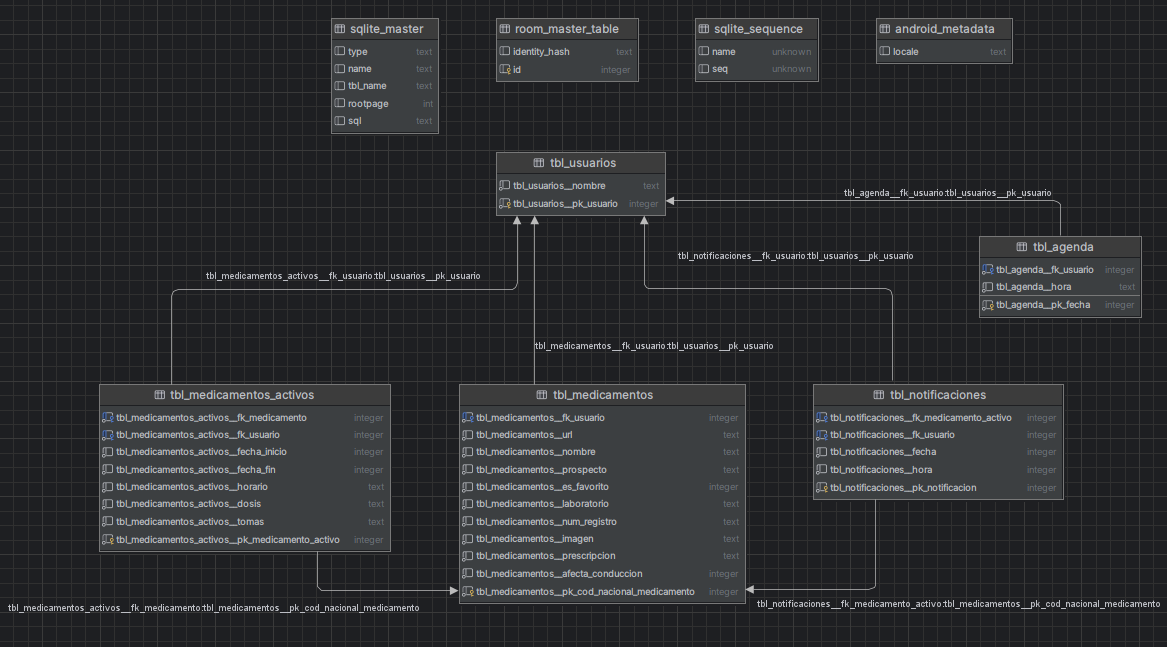 sqlite_master
type text
name text
tbl_name text
rootpage int
sql text
room_master_table
identity_hash text
id integer
sqlite_sequence
name unknown
seq unknown
android_metadata
locale text
tbl_usuarios
tbl_usuarios__nombre text
tbl_usuarios__pk_usuario integer
tbl_agenda__fk_usuario:tbl_usuarios__pk_usuario
tbl_agenda
tbl_agenda__fk_usuario integer
tbl_agenda__hora text
tbl_agenda__pk_fecha integer
tbl_notificaciones__fk_usuario:tbl_usuarios__pk_usuario
tbl_medicamentos_activos__fk_usuario:tbl_usuarios__pk_usuario
tbl_medicamentos__fk_usuario:tbl_usuarios__pk_usuario
tbl_medicamentos_activos
tbl_medicamentos_activos__fk_medicamento integer
tbl_medicamentos_activos__fk_usuario integer
tbl_medicamentos_activos__fecha_inicio integer
tbl_medicamentos_activos__fecha_fin integer
tbl_medicamentos_activos__horario text
tbl_medicamentos_activos__dosis text
tbl_medicamentos_activos__tomas text
tbl_medicamentos_activos__pk_medicamento_activo integer
tbl_medicamentos
tbl_medicamentos__fk_usuario integer
tbl_medicamentos__url text
tbl_medicamentos__nombre text
tbl_medicamentos__prospecto text
tbl_medicamentos__es_favorito integer
tbl_medicamentos__laboratorio text
tbl_medicamentos__num_registro text
tbl_medicamentos__imagen text
tbl_medicamentos__prescripcion text
tbl_medicamentos__afecta_conduccion integer
tbl_medicamentos__pk_cod_nacional_medicamento integer
tbl_notificaciones
tbl_notificaciones__fk_medicamento_activo integer
tbl_notificaciones__fk_usuario integer
tbl_notificaciones__fecha integer
tbl_notificaciones__hora integer
tbl_notificaciones__pk_notificacion integer
tbl_medicamentos_activos__fk_medicamento:tbl_medicamentos__pk_cod_nacional_medicamento
tbl_notificaciones__fk_medicamento_activo:tbl_medicamentos__pk_cod_nacional_medicamento